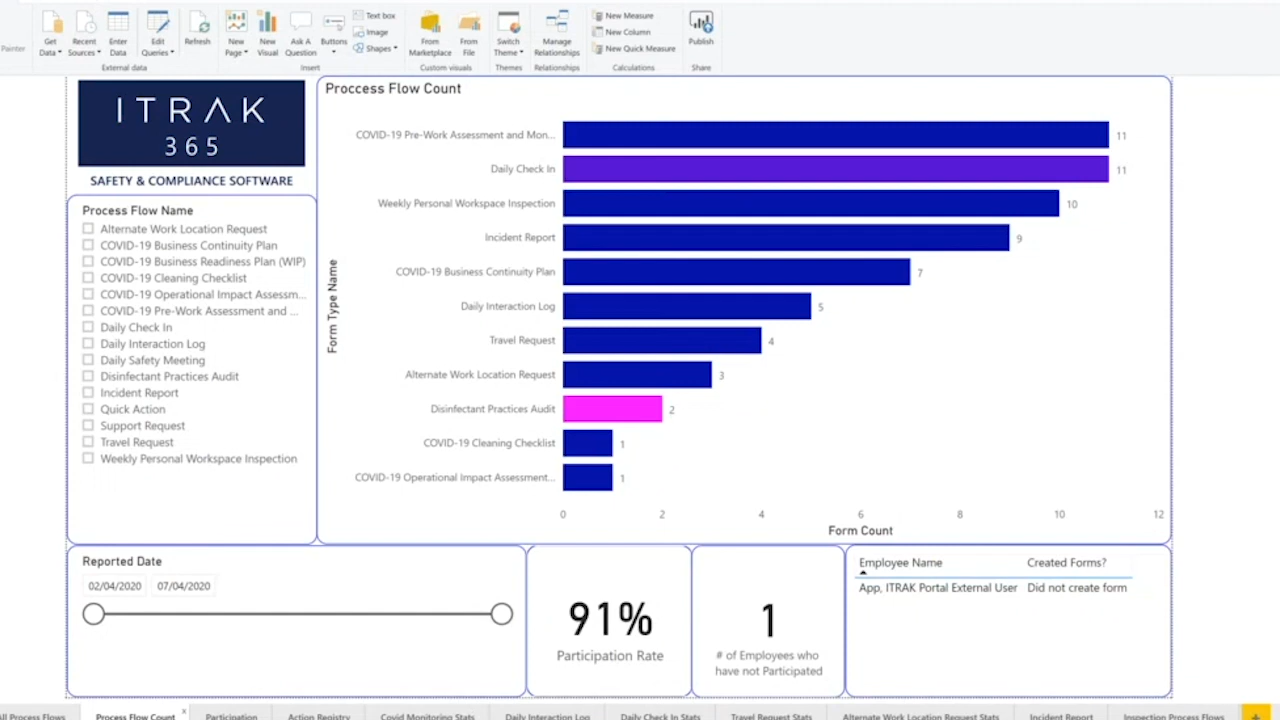 Painter
Get Data
Recent Sources
Enter Data
Edit Queries
Refresh
New Page
New Visual
Ask A Question
Buttons
Text box
Image
Shapes
From Marketplace
From File
Switch Theme
Manage Relationships
New Measure
New Column
New Quick Measure
Publish
External data
Insert
Custom visuals
Themes
Relationships
Calculations
Share
ITRAK
365
SAFETY & COMPLIANCE SOFTWARE
Process Flow Name
Alternate Work Location Request
COVID-19 Business Continuity Plan
COVID-19 Business Readiness Plan (WIP)
COVID-19 Cleaning Checklist
COVID-19 Operational Impact Assessm...
COVID-19 Pre-Work Assessment and ...
Daily Check In
Daily Interaction Log
Daily Safety Meeting
Disinfectant Practices Audit
Incident Report
Quick Action
Support Request
Travel Request
Weekly Personal Workspace Inspection
Proccess Flow Count
Form Type Name
COVID-19 Pre-Work Assessment and Mon... 11
Daily Check In 11
Weekly Personal Workspace Inspection 10
Incident Report 9
COVID-19 Business Continuity Plan 7
Daily Interaction Log 5
Travel Request 4
Alternate Work Location Request 3
Disinfectant Practices Audit 2
COVID-19 Cleaning Checklist 1
COVID-19 Operational Impact Assessment... 1
0 2 4 6 8 10 12
Form Count
Reported Date
02/04/2020 07/04/2020
91%
Participation Rate
1
# of Employees who
have not Participated
Employee Name Created Forms?
App, ITRAK Portal External User Did not create form
All Process Flows
Process Flow Count x
Participation
Action Registry
Covid Monitoring Stats
Daily Interaction Log
Daily Check In Stats
Travel Request Stats
Alternate Work Location Request Stats
Incident Report
Inspection Process Flows
+